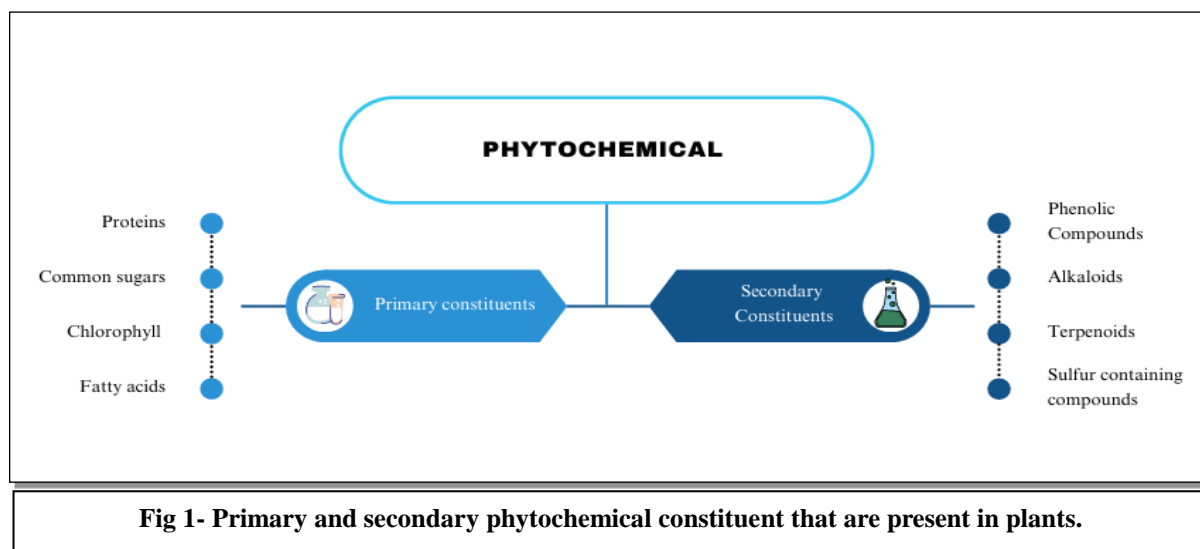 PHYTOCHEMICAL
Proteins
Common sugars
Chlorophyll
Fatty acids
Primary constituents
Secondary
Constituents
Phenolic
Compounds
Alkaloids
Terpenoids
Sulfur containing
compounds
Fig 1- Primary and secondary phytochemical constituent that are present in plants.